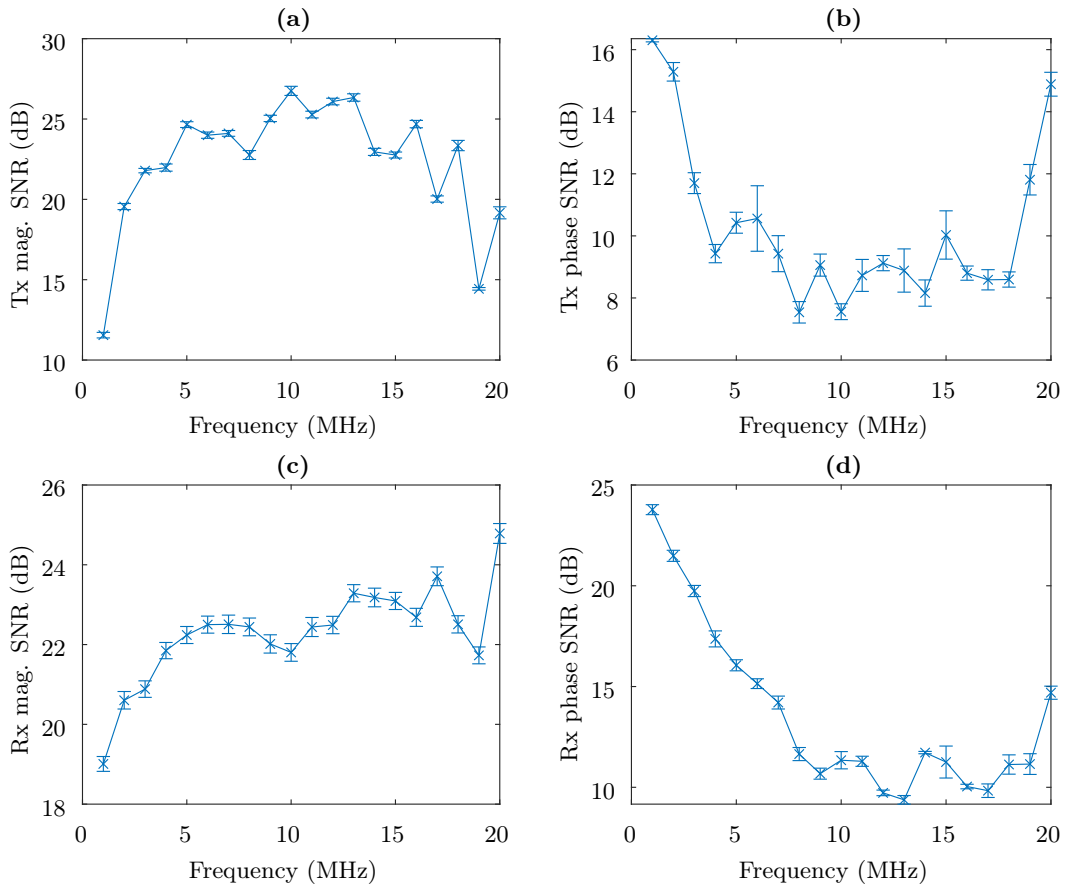 (a)
Tx mag. SNR (dB)
30
25
20
15
10
0 5 10 15 20
Frequency (MHz)
(b)
Tx phase SNR (dB)
16
14
12
10
8
6
0 5 10 15 20
Frequency (MHz)
(c)
Rx mag. SNR (dB)
26
24
22
20
18
0 5 10 15 20
Frequency (MHz)
(d)
Rx phase SNR (dB)
25
20
15
10
0 5 10 15 20
Frequency (MHz)